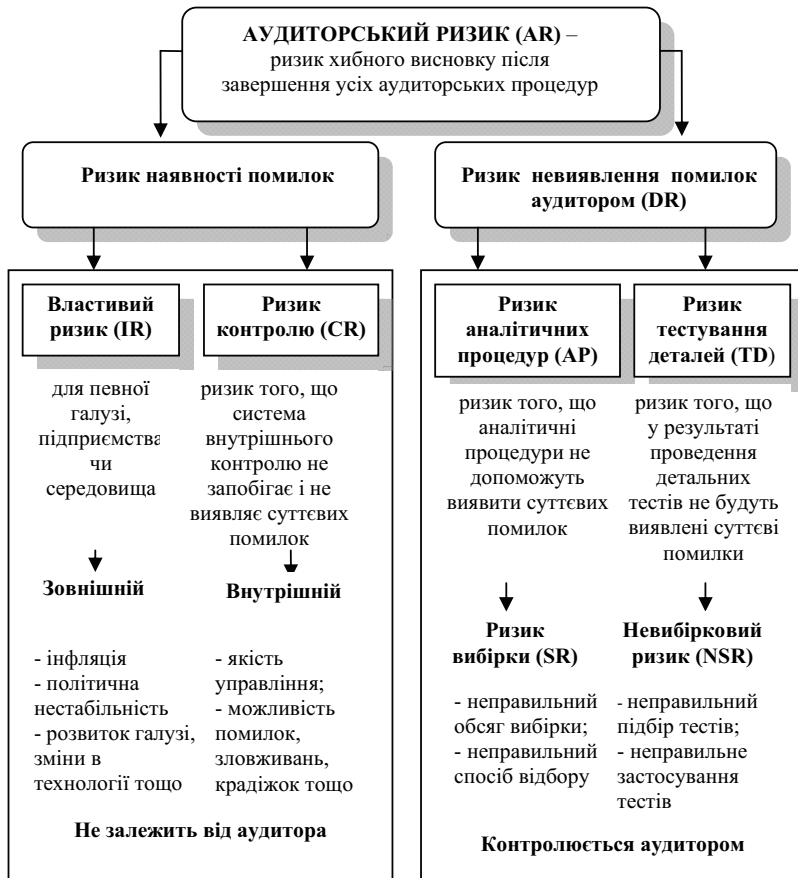 АУДИТОРСЬКИЙ РИЗИК (AR) –
ризик хибного висновку після
завершення усіх аудиторських процедур
Ризик наявності помилок
Ризик невиявлення помилок
аудитором (DR)
Властивий
ризик (IR)
для певної
галузі,
підприємства
чи
середовища
Зовнішній
- інфляція
- політична
нестабільність
- розвиток галузі,
зміни в
технології тощо
Ризик
контролю (CR)
ризик того, що
система
внутрішнього
контролю не
запобігає і не
виявляє суттєвих
помилок
Внутрішній
- якість
управління;
- можливість
помилок,
зловживань,
крадіжок тощо
Не залежить від аудитора
Ризик
аналітичних
процедур (AP)
ризик того, що
аналітичні
процедури не
допоможуть
виявити суттєвих
помилок
Ризик
вибірки (SR)
- неправильний
обсяг вибірки;
- неправильний
спосіб відбору
Ризик
тестування
деталей (TD)
ризик того, що
у результаті
проведення
детальних
тестів не будуть
виявлені суттєві
помилки
Невибірковий
ризик (NSR)
- неправильний
підбір тестів;
- неправильне
застосування
тестів
Контролюється аудитором